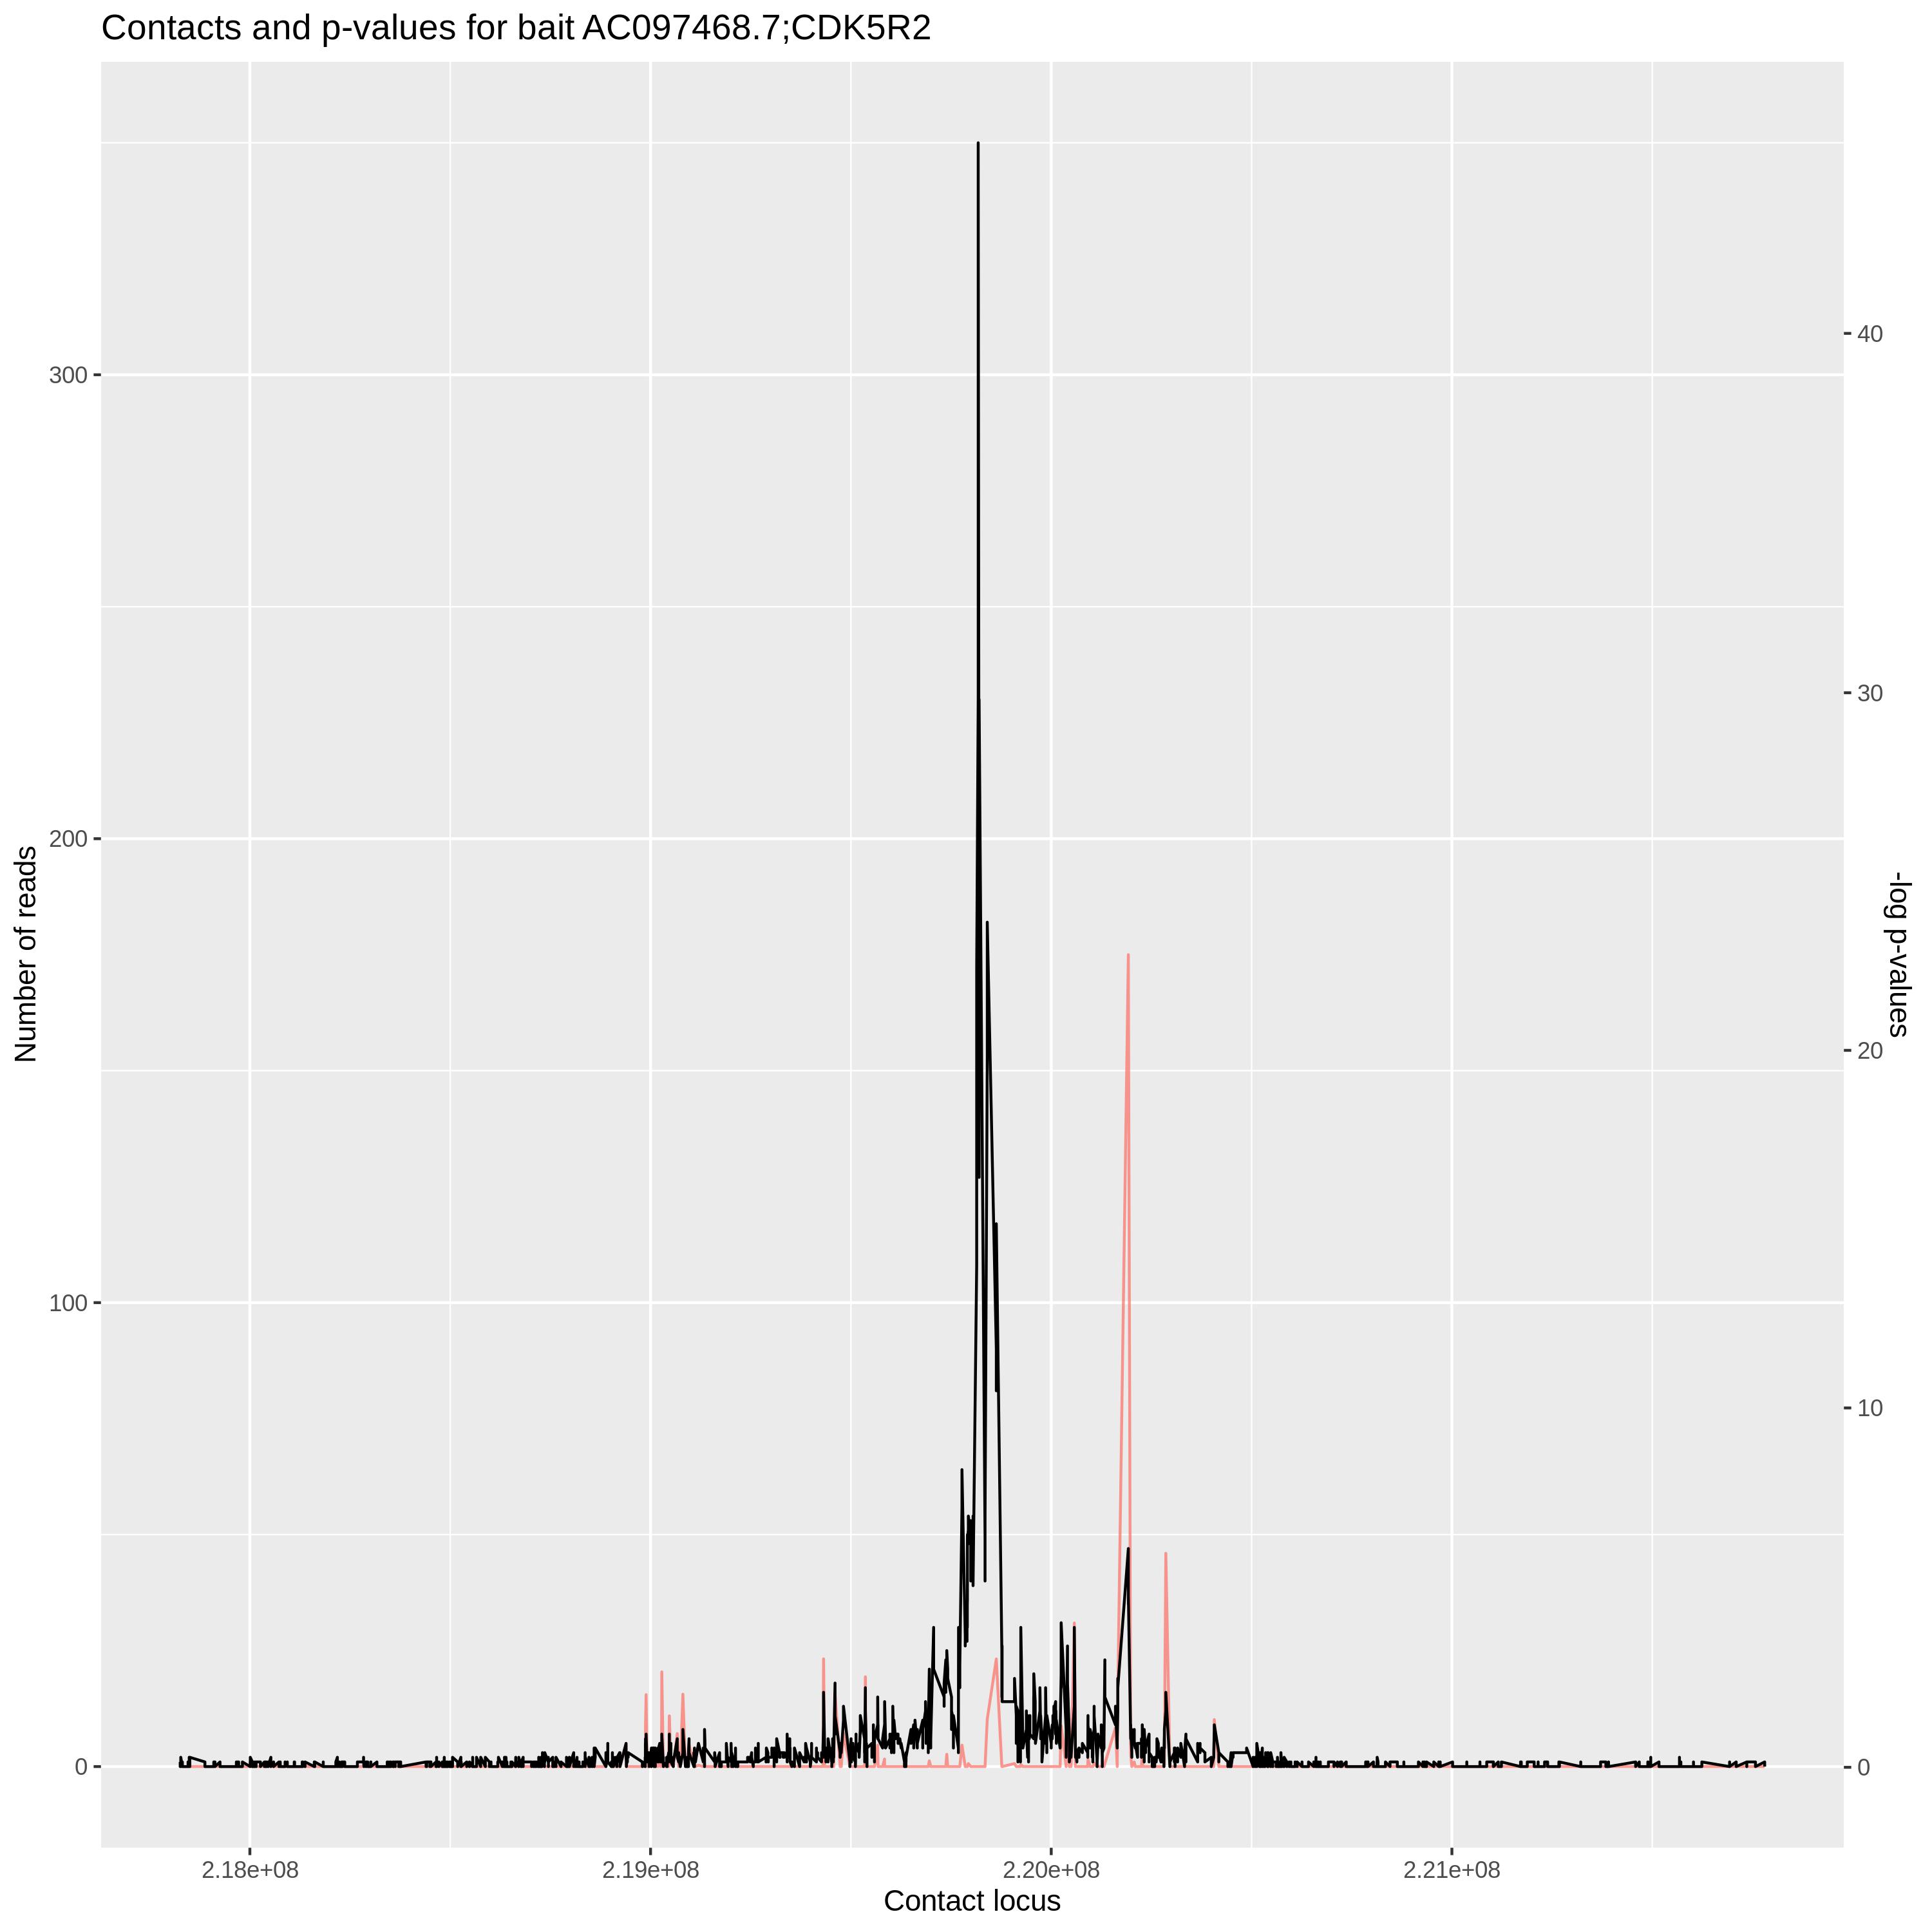 Contacts and p-values for bait AC097468.7;CDK5R2
300
200
100
0
Number of reads
40
30
20
10
0
-log p-values
2.18e+08
2.19e+08
2.20e+08
2.21e+08
Contact locus